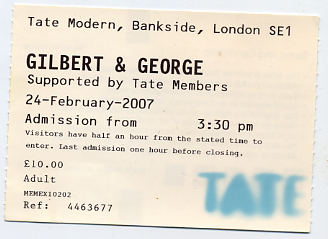 Tate Modern, Bankside, London SE1
GILBERT & GEORGE
Supported by Tate Members
24-February-2007
Admission from 3:30 pm
Visitors have half an hour from the stated time to
enter. Last admission one hour before closing.
£10.00
Adult
MEMEX10202
Ref: 4463677
TATE